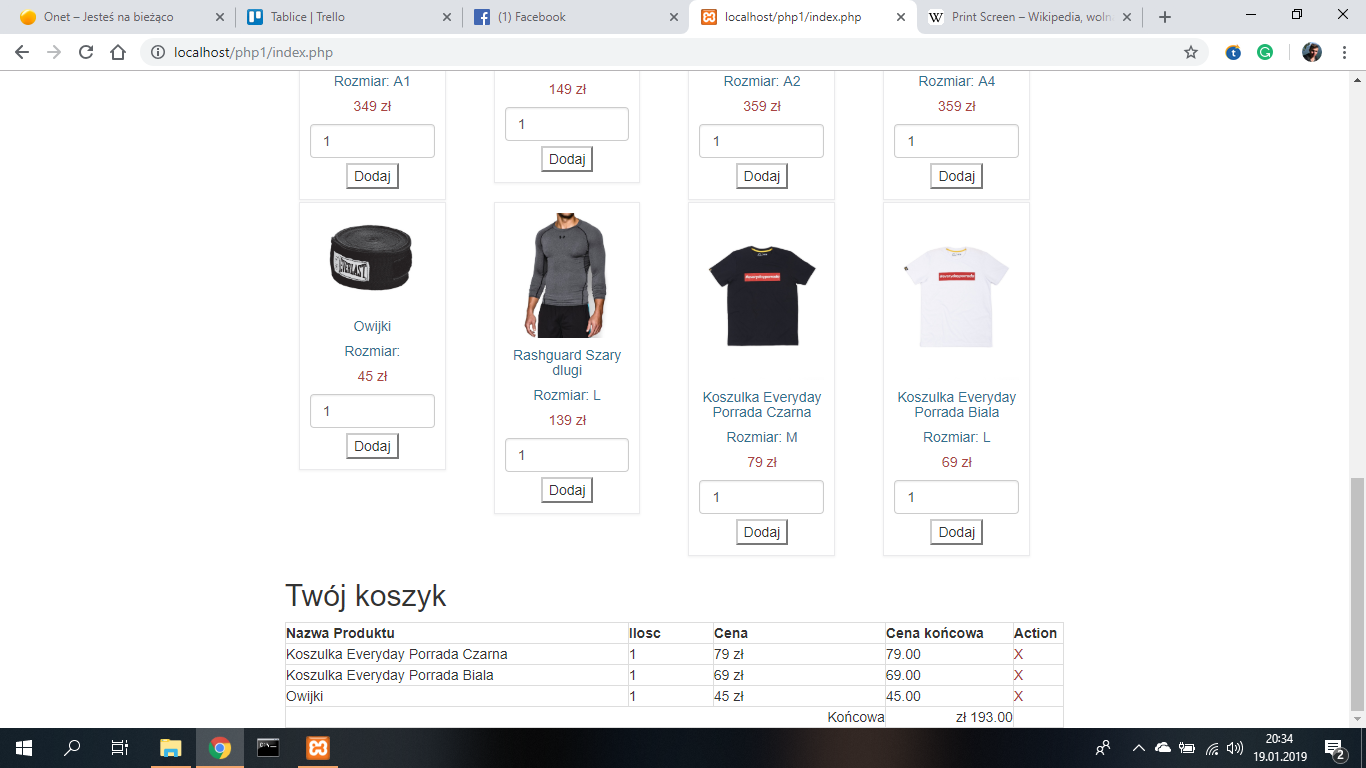 Onet – Jesteś na bieżąco
Tablice | Trello
(1) Facebook
localhost/php1/index.php
Print Screen – Wikipedia, woln
localhost/php1/index.php
Rozmiar: A1
349 zł
1
Dodaj
149 zł
1
Dodaj
Rozmiar: A2
359 zł
1
Dodaj
Rozmiar: A4
359 zł
1
Dodaj
EVERLAST
Owijki
Rozmiar:
45 zł
1
Dodaj
Rashguard Szary
dlugi
Rozmiar: L
139 zł
1
Dodaj
#everydayporrada
Koszulka Everyday
Porrada Czarna
Rozmiar: M
79 zł
1
Dodaj
#everydayporrada
Koszulka Everyday
Porrada Biala
Rozmiar: L
69 zł
1
Dodaj
Twój koszyk
Nazwa Produktu Ilosc Cena Cena końcowa Action
Koszulka Everyday Porrada Czarna 1 79 zł 79.00 X
Koszulka Everyday Porrada Biala 1 69 zł 69.00 X
Owijki 1 45 zł 45.00 X
Końcowa zł 193.00
20:34
19.01.2019
2